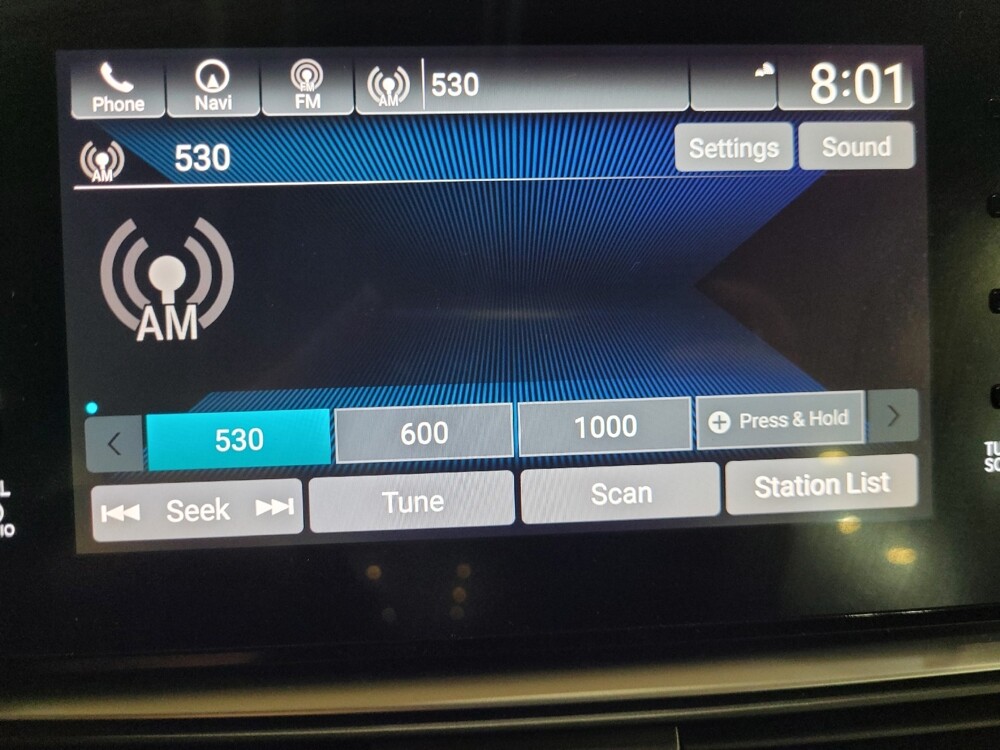 Phone
Navi
FM
FM
AM
530
8:01
AM
530
Settings
Sound
AM
530
600
1000
Press & Hold
Seek
Tune
Scan
Station List